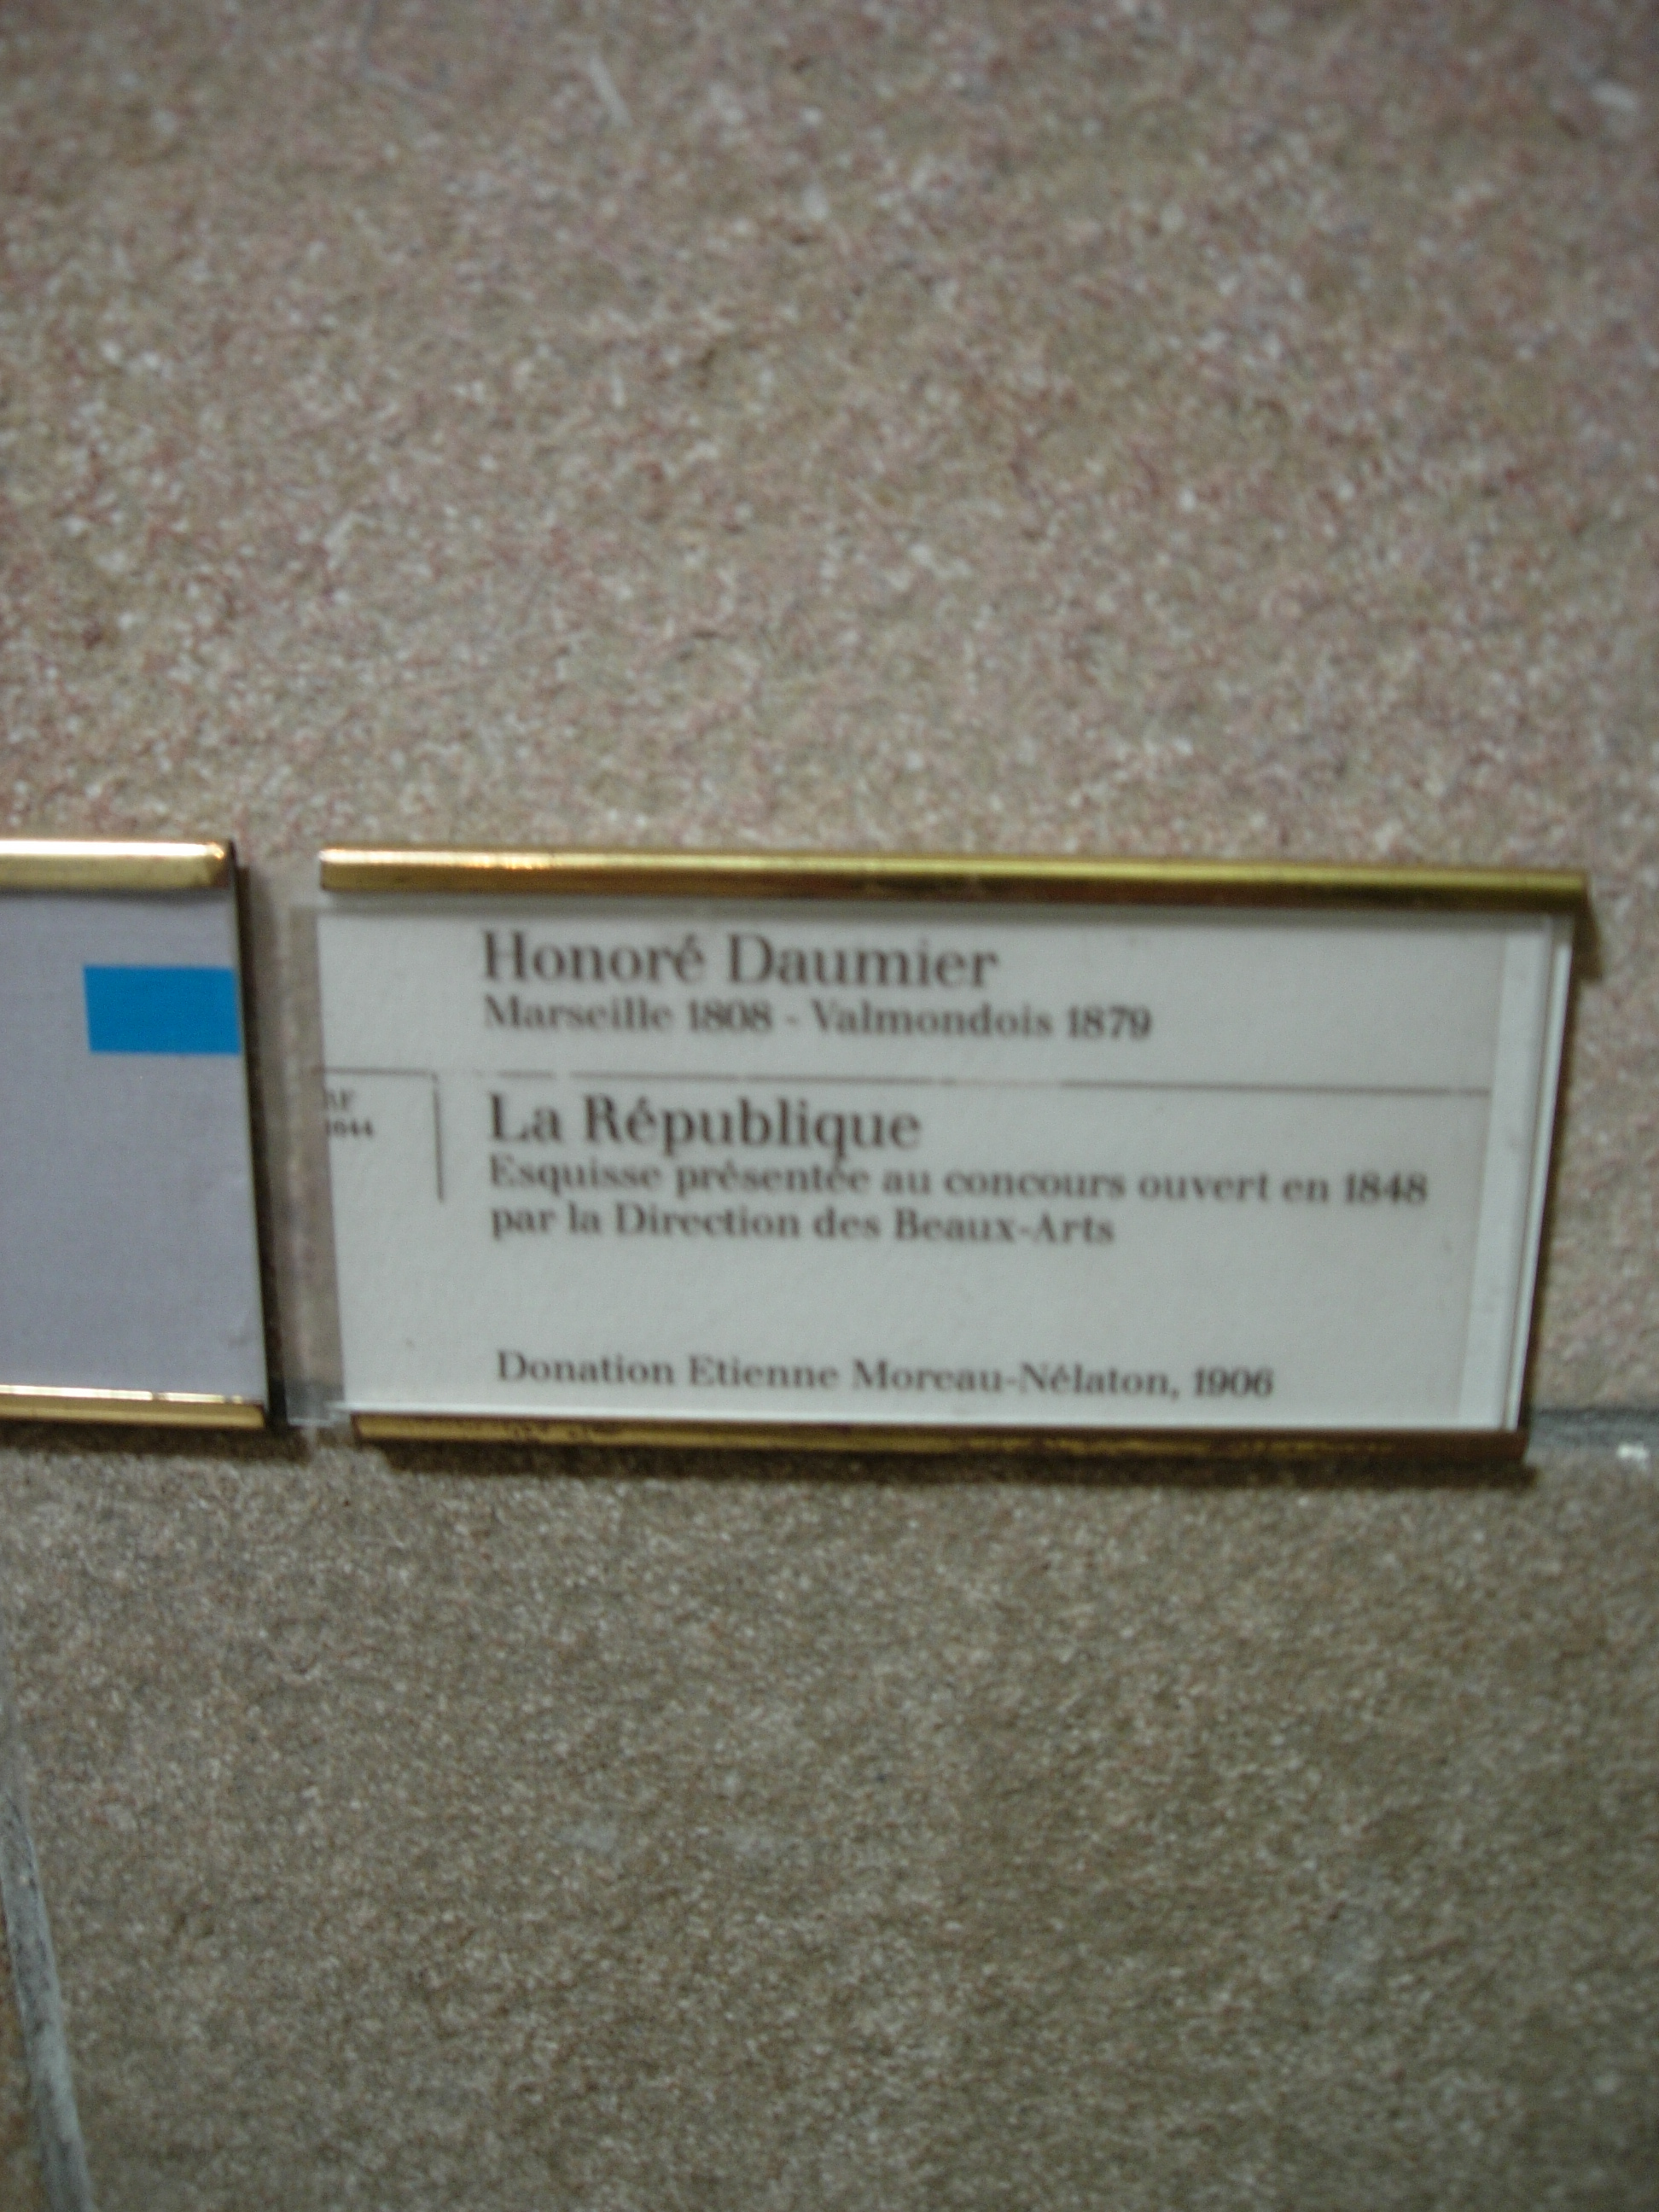 Honoré Daumier
Marseille 1808 - Valmondois 1879
La République
Esquisse présentée au concours ouvert en 1848
par la Direction des Beaux-Arts
Donation Etienne Moreau-Nélaton, 1906